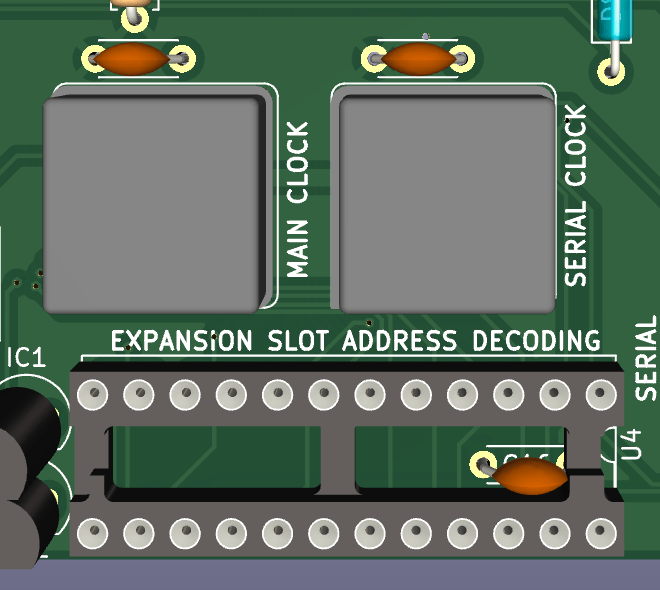 MAIN CLOCK
SERIAL CLOCK
EXPANSION SLOT ADDRESS DECODING
IC1
SERIAL
U4